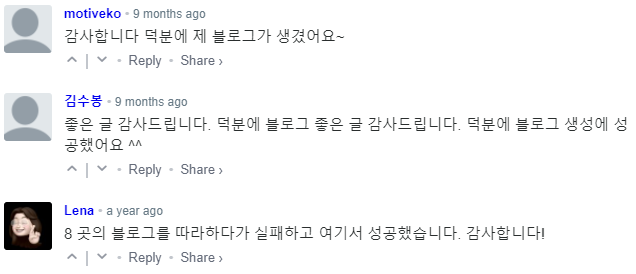 motiveko • 9 months ago
감사합니다 덕분에 제 블로그가 생겼어요~
| • Reply • Share ›
김수봉 • 9 months ago
좋은 글 감사드립니다. 덕분에 블로그 좋은 글 감사드립니다. 덕분에 블로그 생성에 성
공했어요 ^^
| • Reply • Share ›
Lena • a year ago
8 곳의 블로그를 따라하다가 실패하고 여기서 성공했습니다. 감사합니다!
| • Reply • Share ›